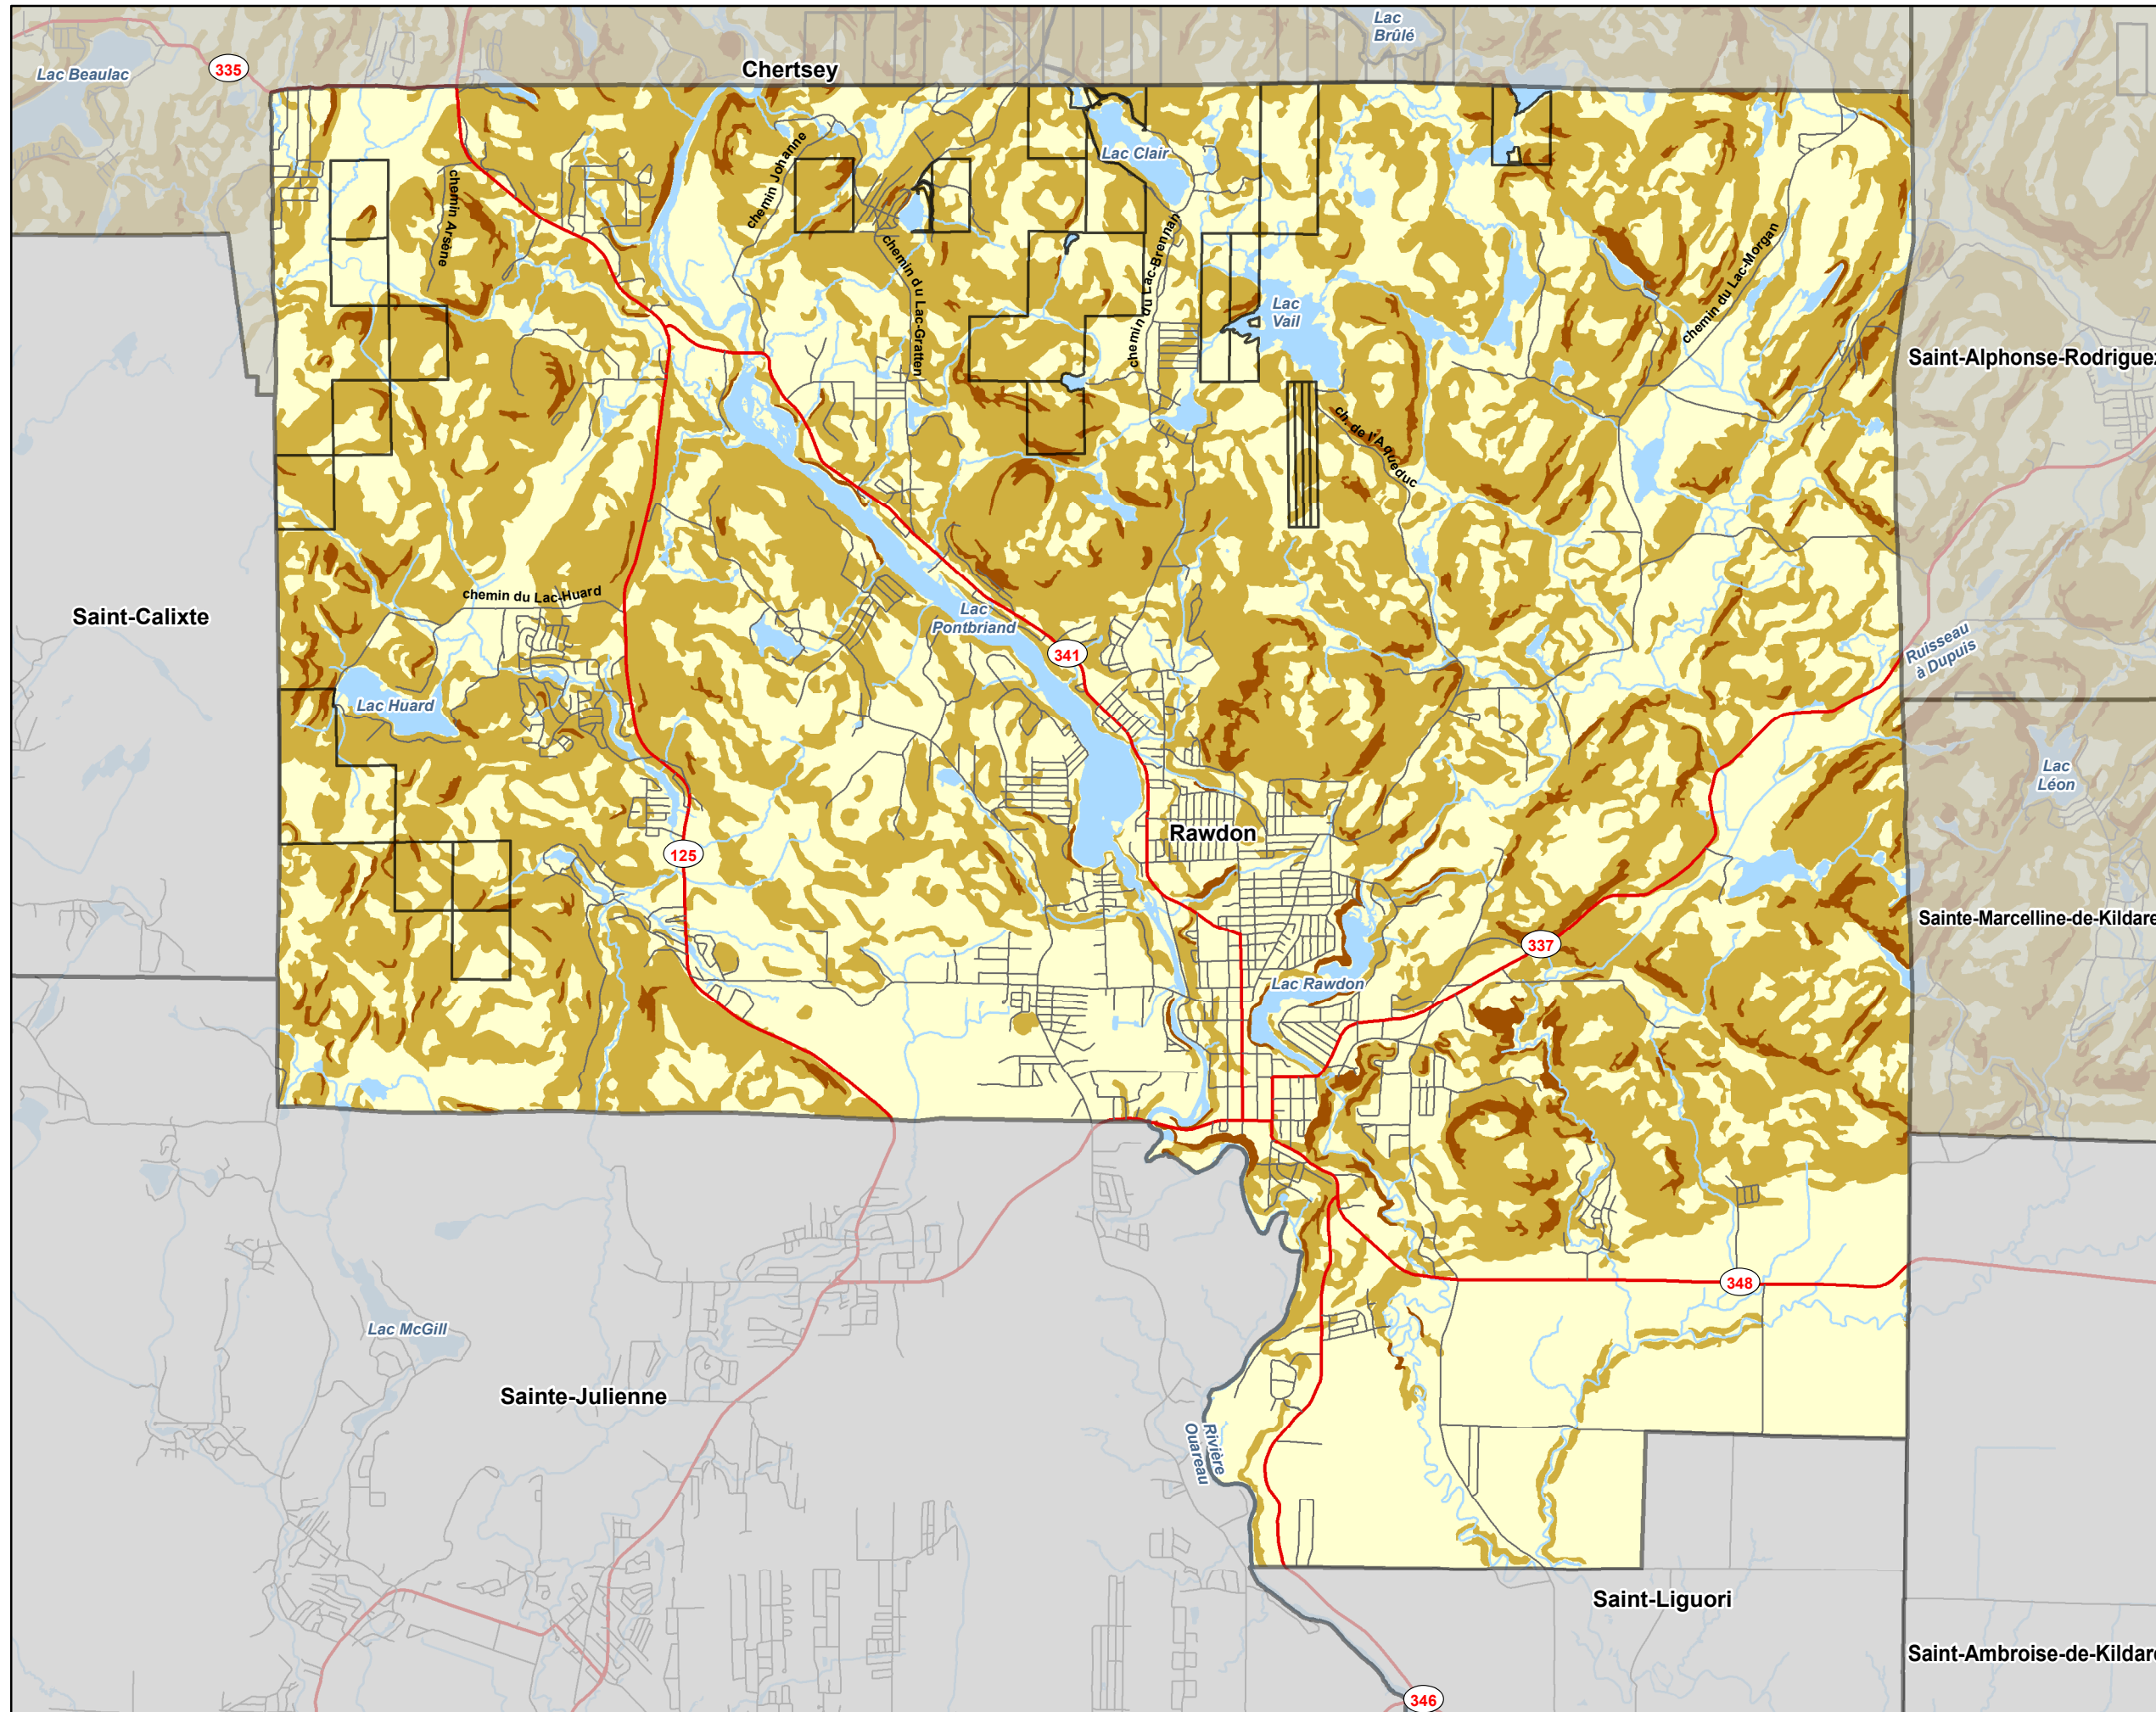 Lac
Brûlé
Lac Beaulac
335
Chertsey
Lac Clair
chemin Johanne
chemin Arsène
chemin du Lac-Gratten
chemin du Lac-Brennan
chemin du Lac-Morgan
Lac
Vail
Saint-Alphonse-Rodriguez
ch. de l'Aqueduc
chemin du Lac-Huard
Saint-Calixte
Lac
Pontbriand
341
Ruisseau
à Dupuis
Lac Huard
Lac
Léon
Rawdon
125
Sainte-Marcelline-de-Kildare
337
Lac Rawdon
348
Lac McGill
Sainte-Julienne
Rivière
Ouareau
Saint-Liguori
Saint-Ambroise-de-Kildare
346